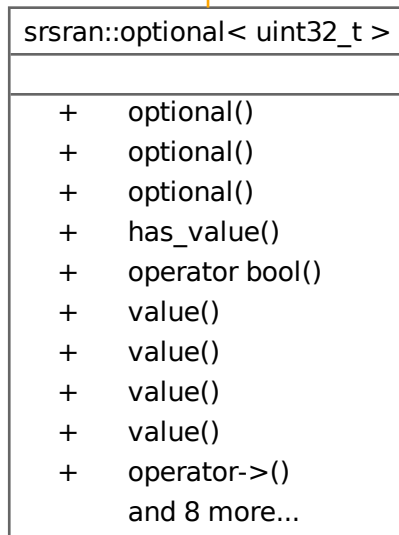 srsran::optional< uint32_t >
+ optional()
+ optional()
+ optional()
+ has_value()
+ operator bool()
+ value()
+ value()
+ value()
+ value()
+ operator->()
and 8 more...